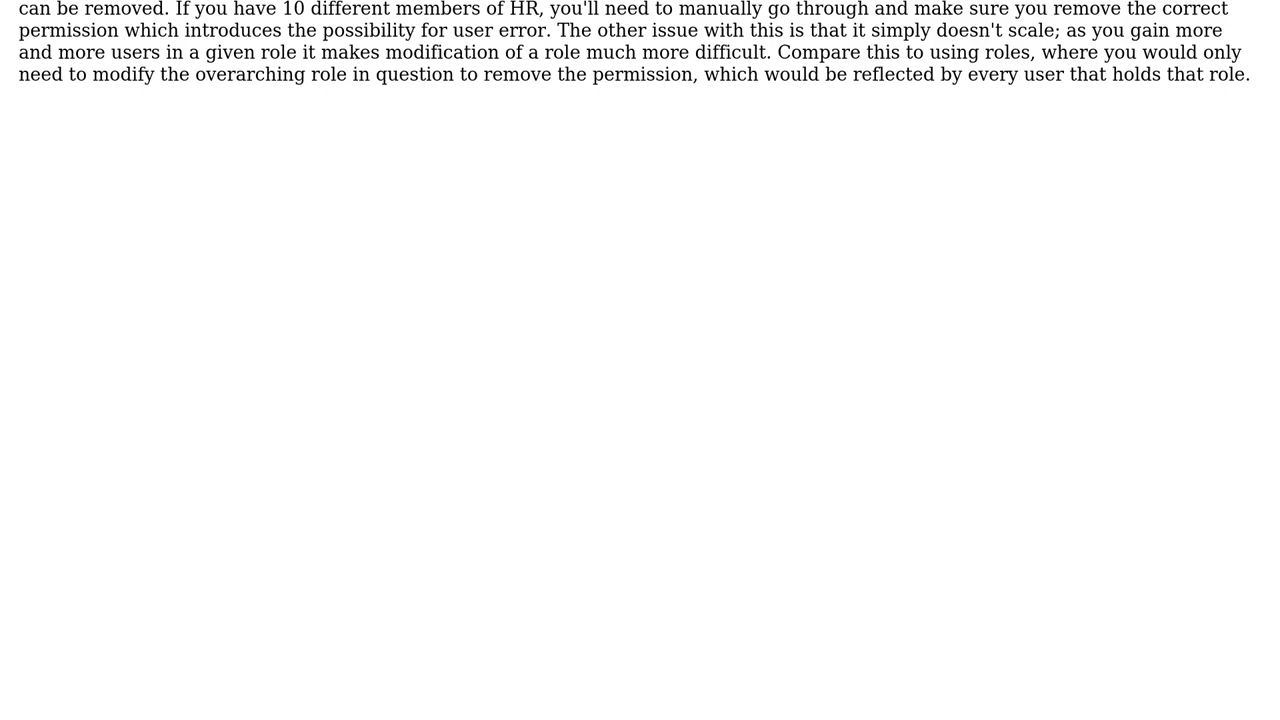 can be removed. If you have 10 different members of HR, you'll need to manually go through and make sure you remove the correct
permission which introduces the possibility for user error. The other issue with this is that it simply doesn't scale; as you gain more
and more users in a given role it makes modification of a role much more difficult. Compare this to using roles, where you would only
need to modify the overarching role in question to remove the permission, which would be reflected by every user that holds that role.